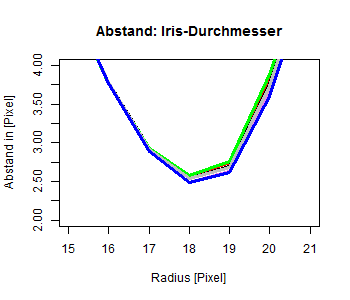 Abstand: Iris-Durchmesser
Abstand in [Pixel]
4.00
3.50
3.00
2.50
2.00
15 16 17 18 19 20 21
Radius [Pixel]